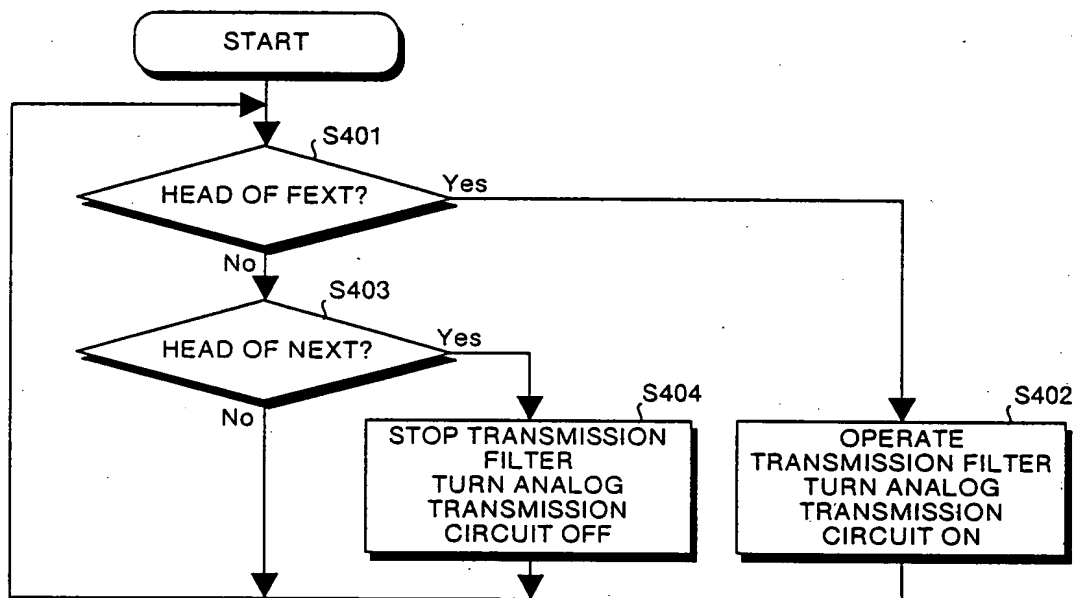 START
S401
HEAD OF FEXT?
Yes
No
S403
HEAD OF NEXT?
Yes
No
S404
STOP TRANSMISSION
FILTER
TURN ANALOG
TRANSMISSION
CIRCUIT OFF
S402
OPERATE
TRANSMISSION FILTER
TURN ANALOG
TRANSMISSION
CIRCUIT ON